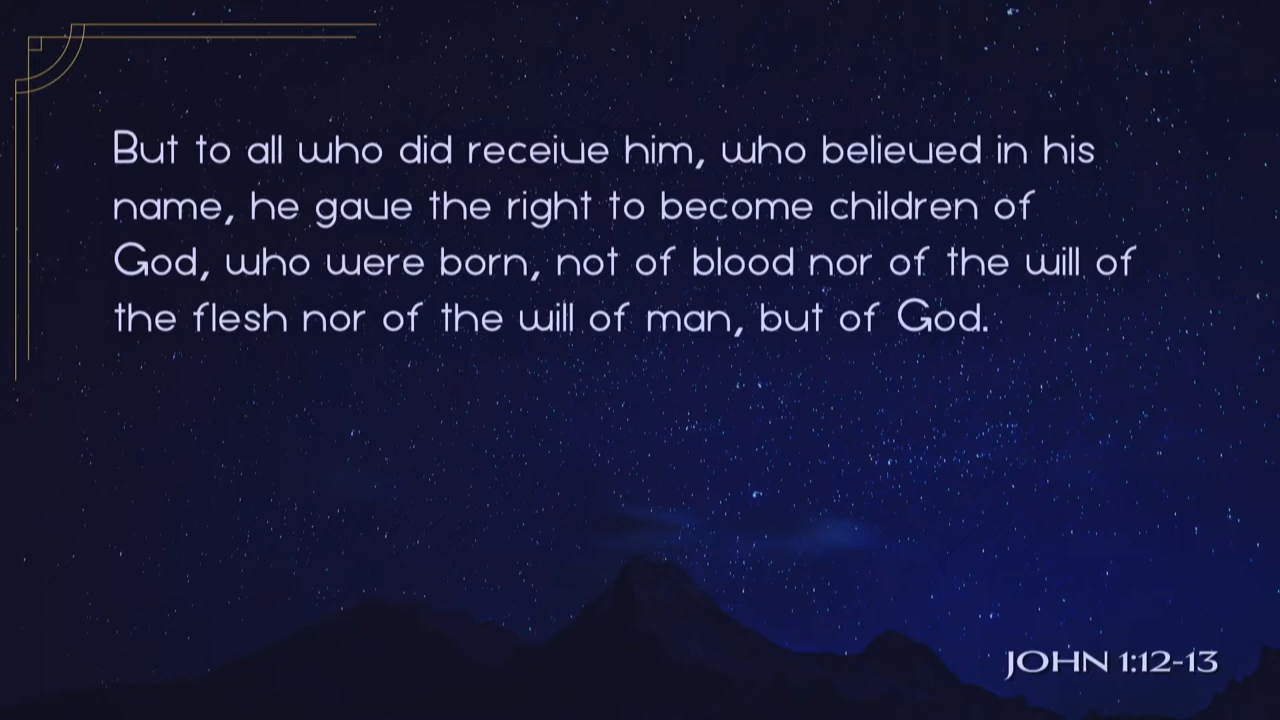 But to all who did receive him, who believed in his
name, he gave the right to become children of
God, who were born, not of blood nor of the will of
the flesh nor of the will of man, but of God.
JOHN 1:12-13